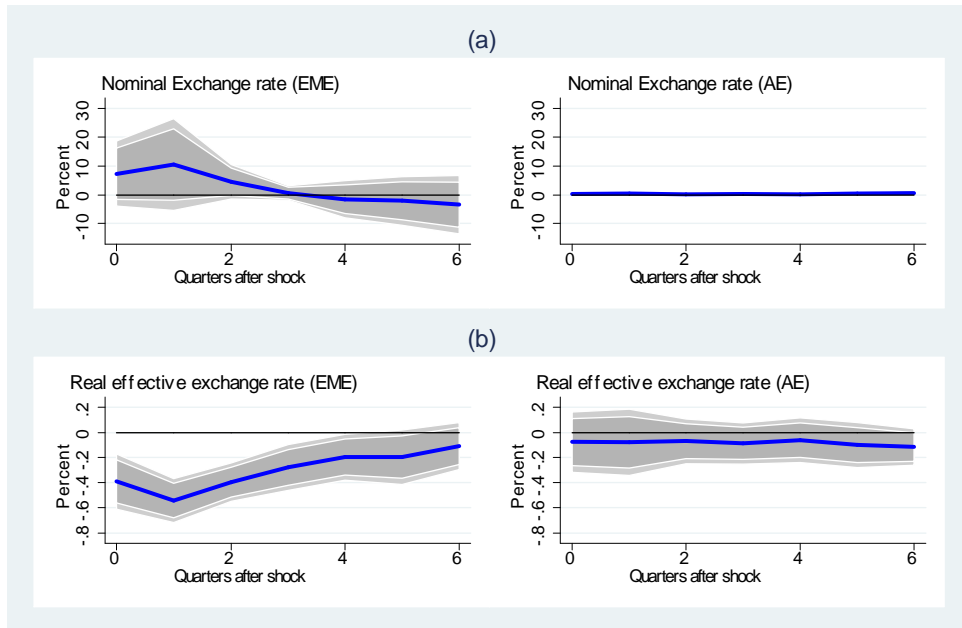 (a)
Nominal Exchange rate (EME)
Nominal Exchange rate (AE)
Percent
-10 0 10 20 30
0 2 4 6
Quarters after shock
Percent
-10 0 10 20 30
0 2 4 6
Quarters after shock
(b)
Real effective exchange rate (EME)
Real effective exchange rate (AE)
Percent
-.8 -.6 -.4 -.2 0 .2
0 2 4 6
Quarters after shock
Percent
-.8 -.6 -.4 -.2 0 .2
0 2 4 6
Quarters after shock